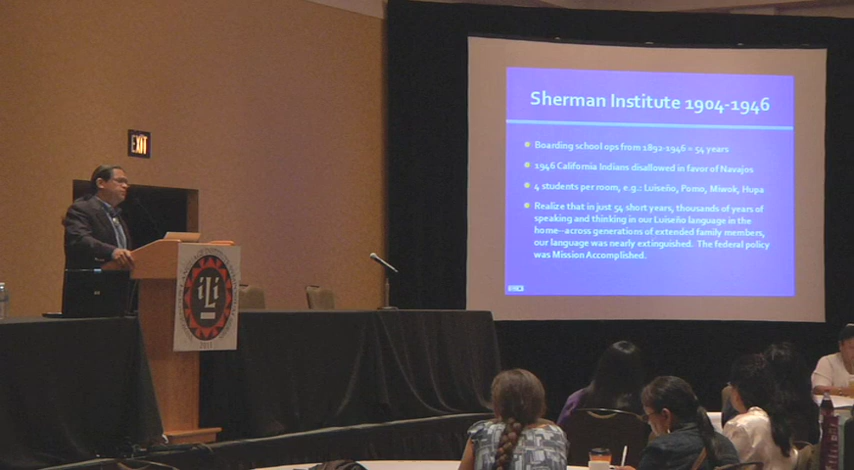 EXIT
iLi
Sherman Institute 1904-1946
Boarding school ops from 1892-1946 = 54 years
1946 California Indians disallowed in favor of Navajos
4 students per room, e.g.: Luiseño, Pomo, Miwok, Hupa
Realize that in just 54 short years, thousands of years of
speaking and thinking in our Luiseño language in the
home--across generations of extended family members,
our language was nearly extinguished. The federal policy
was Mission Accomplished.